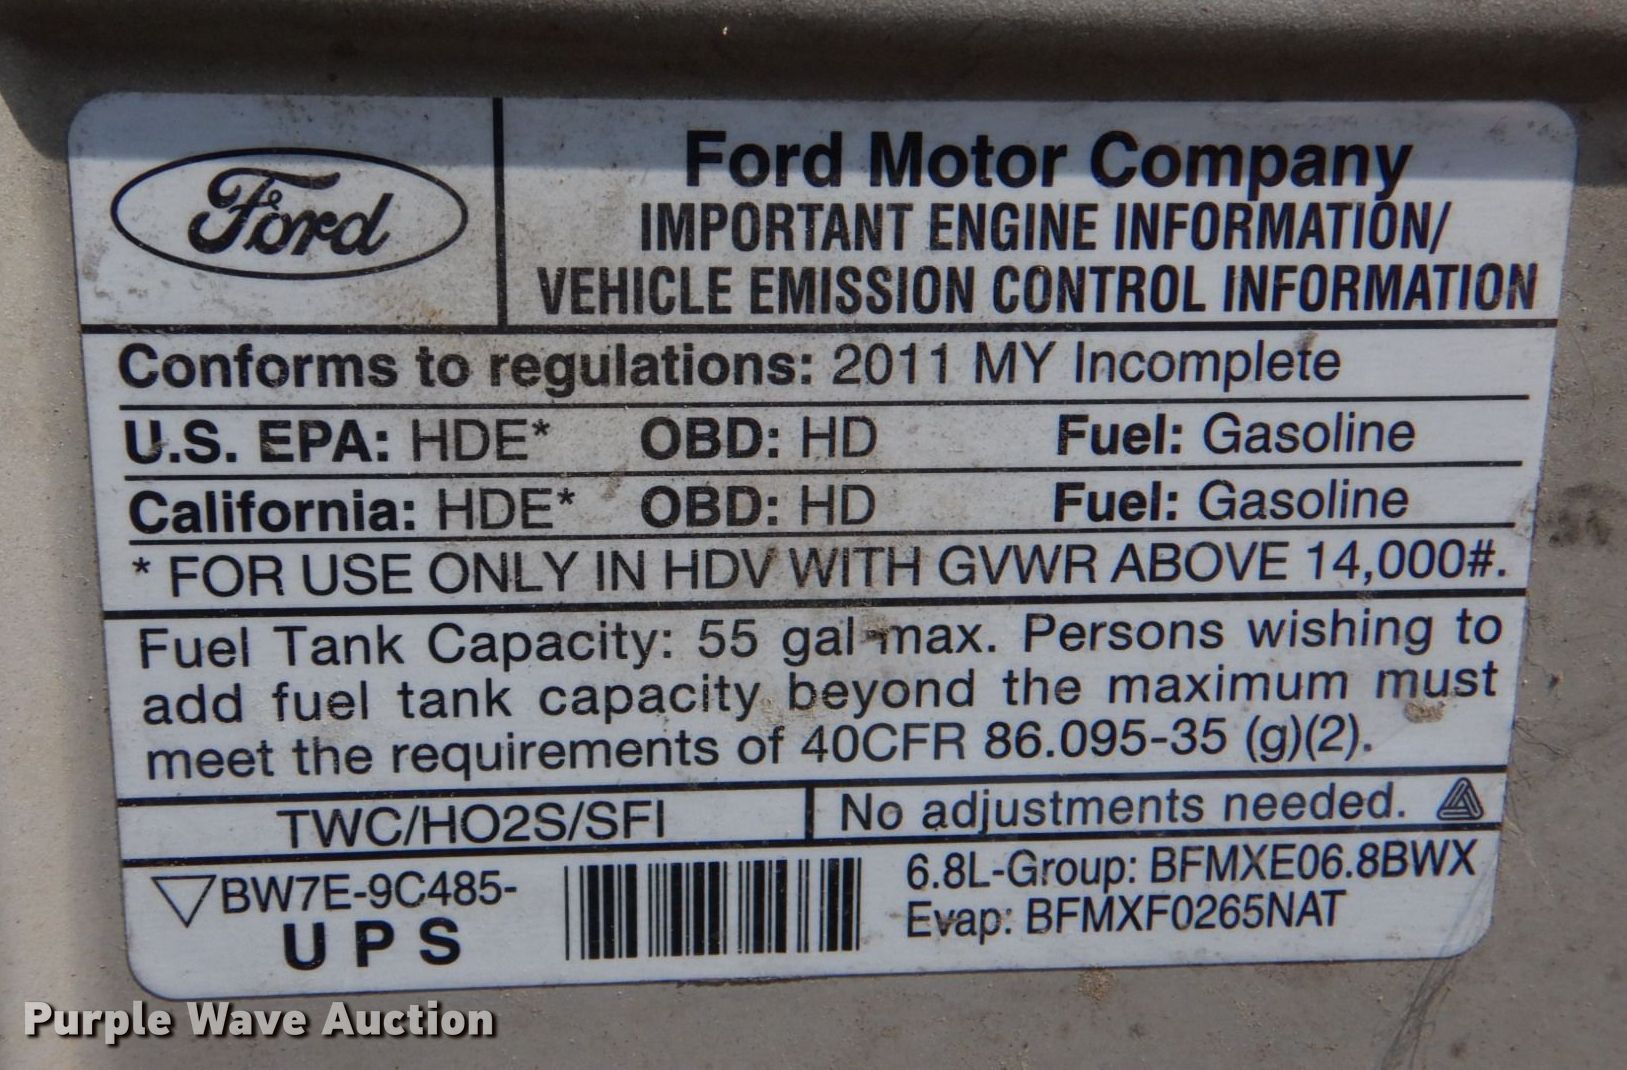 Ford
Ford Motor Company
IMPORTANT ENGINE INFORMATION/
VEHICLE EMISSION CONTROL INFORMATION
Conforms to regulations: 2011 MY Incomplete
U.S. EPA: HDE* OBD: HD Fuel: Gasoline
California: HDE* OBD: HD Fuel: Gasoline
* FOR USE ONLY IN HDV WITH GVWR ABOVE 14,000#.
Fuel Tank Capacity: 55 gal max. Persons wishing to
add fuel tank capacity beyond the maximum must
meet the requirements of 40CFR 86.095-35 (g)(2).
TWC/HO2S/SFI
No adjustments needed.
BW7E-9C485-
UPS
6.8L-Group: BFMXE06.8BWX
Evap: BFMXF0265NAT
Purple Wave Auction